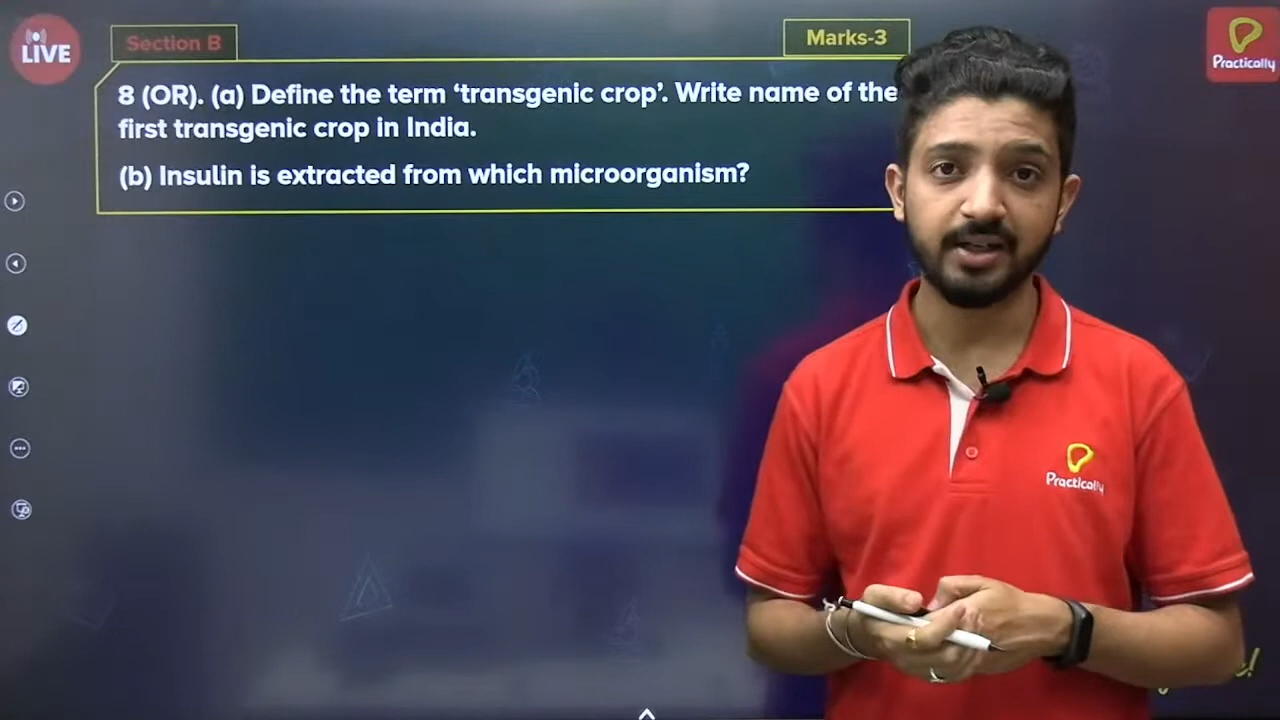 LIVE
Section B
Marks-3
Practically
8 (OR). (a) Define the term ‘transgenic crop’. Write name of the
first transgenic crop in India.
(b) Insulin is extracted from which microorganism?
Practically